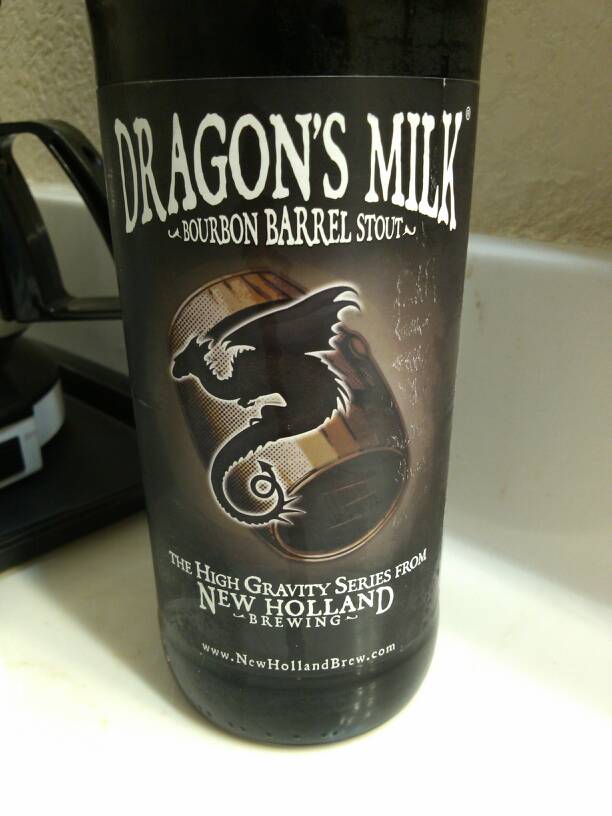 DRAGON'S MILK®
BOURBON BARREL STOUT
THE HIGH GRAVITY SERIES FROM
NEW HOLLAND
BREWING
www.NewHollandBrew.com